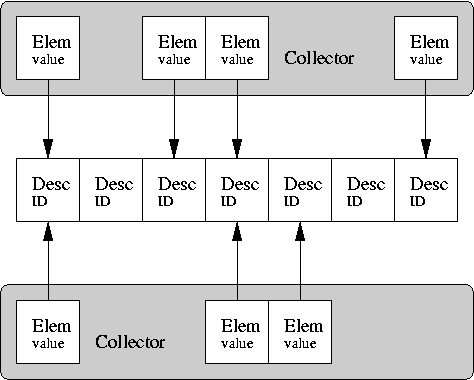 Elem Elem Elem Collector Elem
value value value value
Desc Desc Desc Desc Desc Desc Desc
ID ID ID ID ID ID ID
Elem Collector Elem Elem
value value value